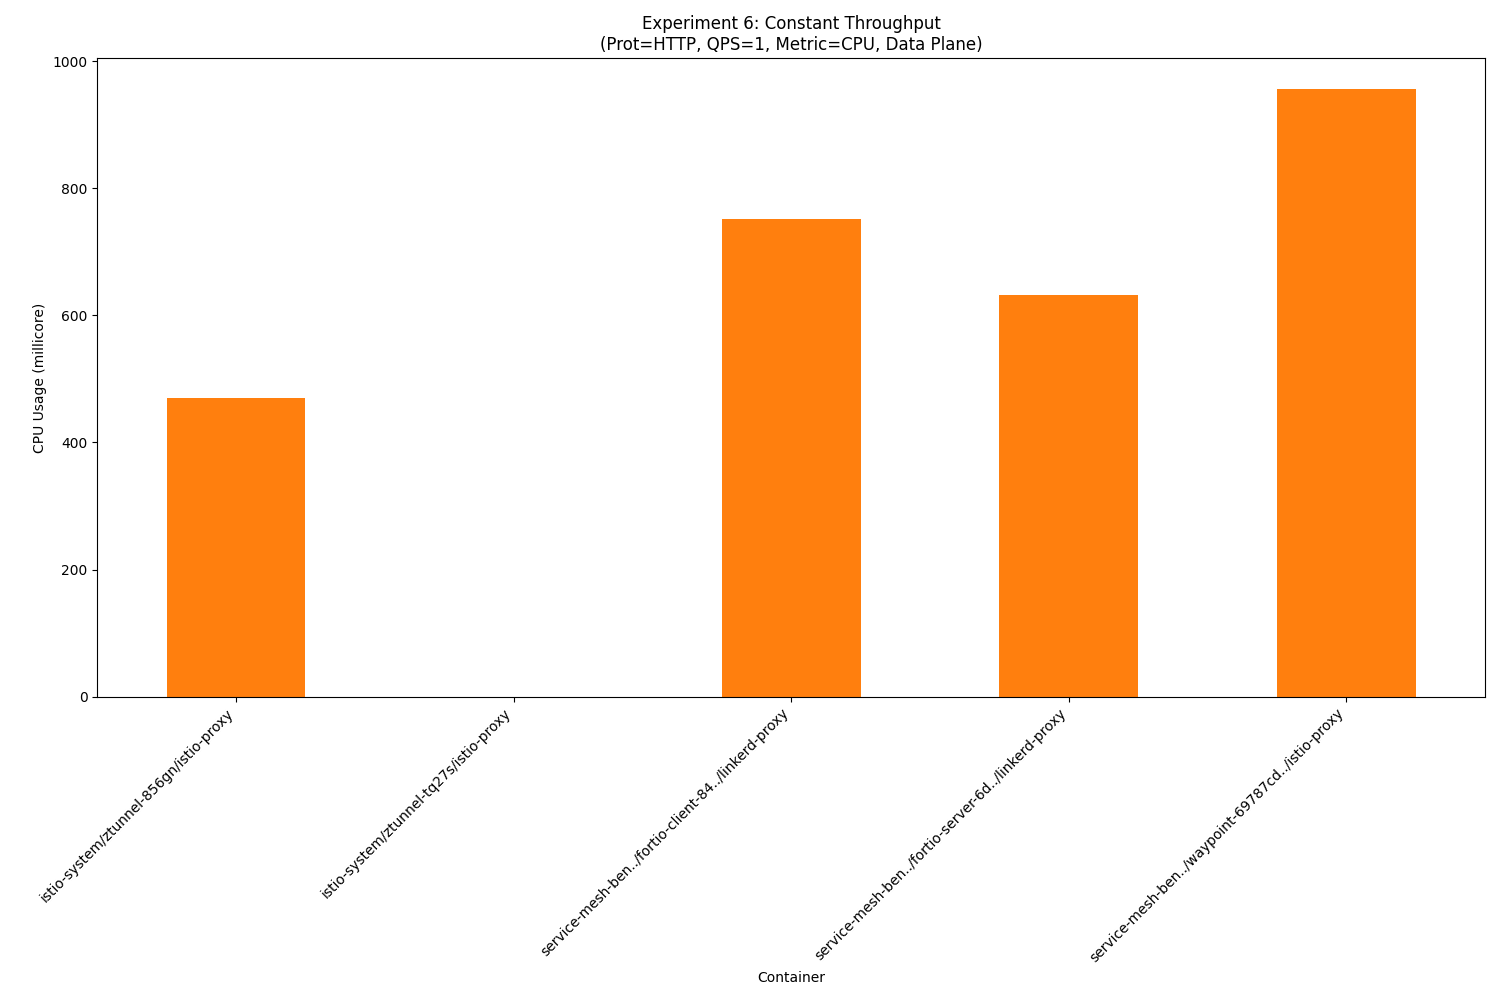 Experiment 6: Constant Throughput
(Prot=HTTP, QPS=1, Metric=CPU, Data Plane)
CPU Usage (millicore)
1000
800
600
400
200
0
istio-system/ztunnel-856gn/istio-proxy
istio-system/ztunnel-tq27s/istio-proxy
service-mesh-ben../fortio-client-84../linkerd-proxy
service-mesh-ben../fortio-server-6d../linkerd-proxy
service-mesh-ben../waypoint-69787cd../istio-proxy
Container